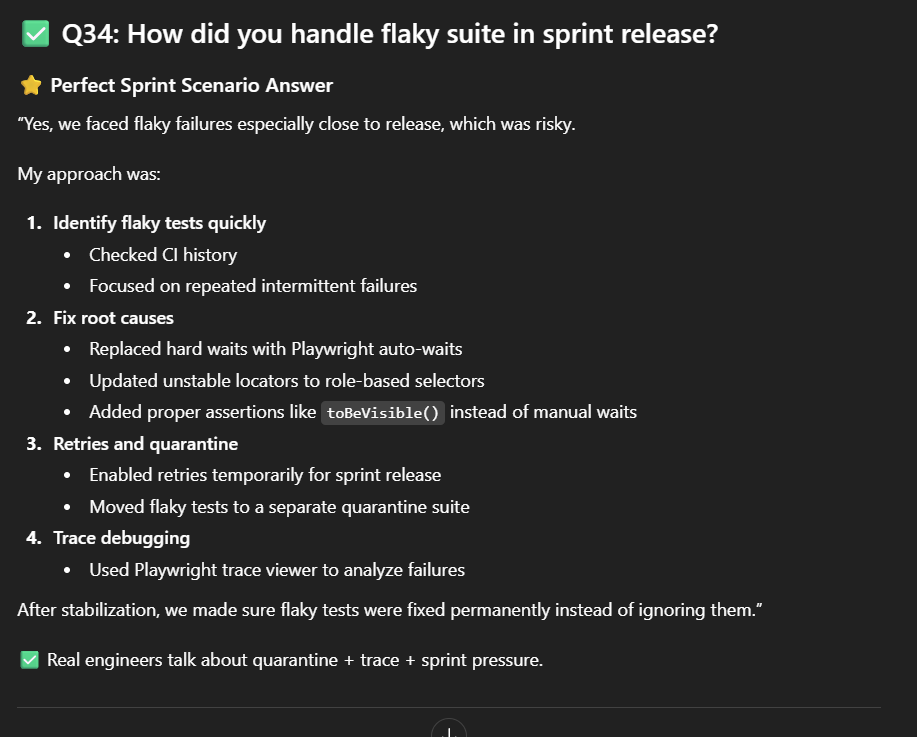 ✅ Q34: How did you handle flaky suite in sprint release?
⭐ Perfect Sprint Scenario Answer
“Yes, we faced flaky failures especially close to release, which was risky.
My approach was:
1. Identify flaky tests quickly
• Checked CI history
• Focused on repeated intermittent failures
2. Fix root causes
• Replaced hard waits with Playwright auto-waits
• Updated unstable locators to role-based selectors
• Added proper assertions like toBeVisible() instead of manual waits
3. Retries and quarantine
• Enabled retries temporarily for sprint release
• Moved flaky tests to a separate quarantine suite
4. Trace debugging
• Used Playwright trace viewer to analyze failures
After stabilization, we made sure flaky tests were fixed permanently instead of ignoring them.”
✅ Real engineers talk about quarantine + trace + sprint pressure.